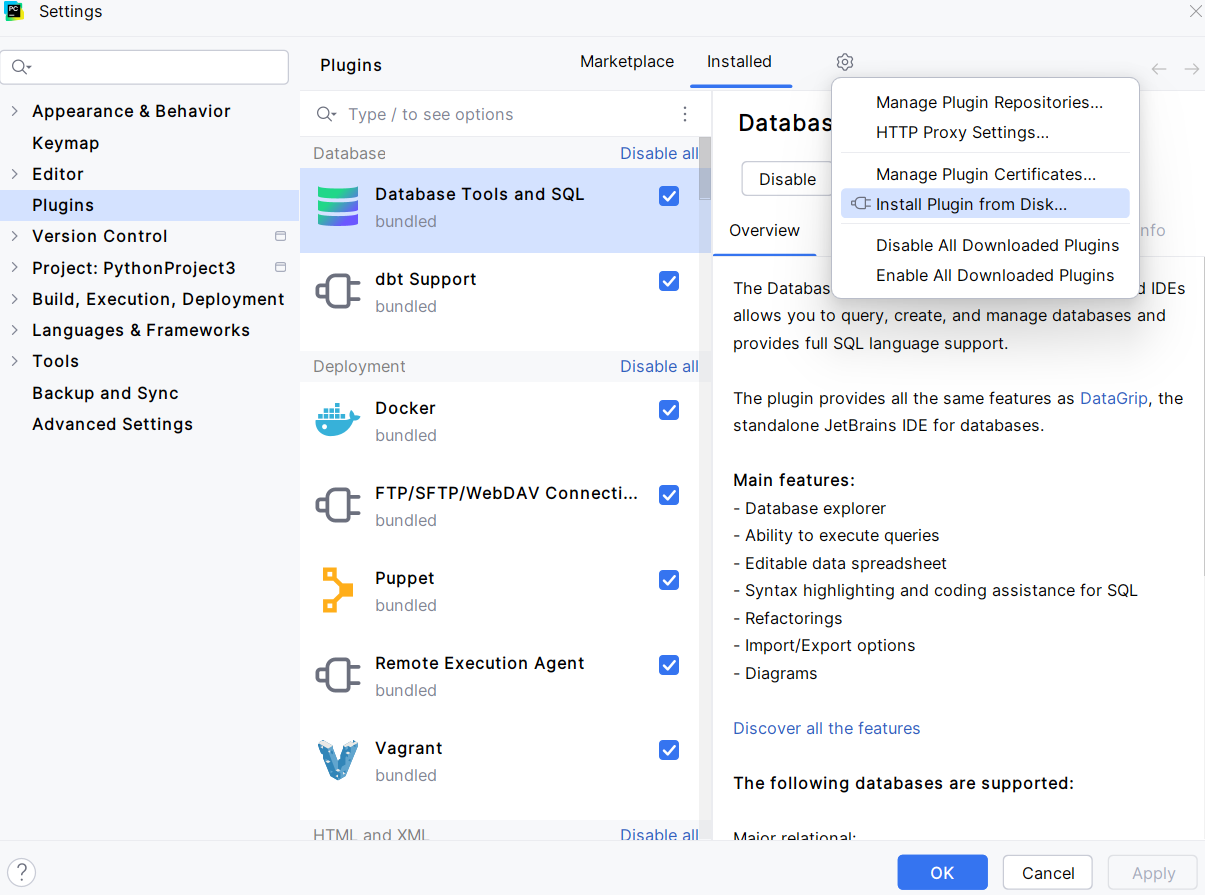 Settings
Plugins
Marketplace
Installed
Appearance & Behavior
Keymap
Editor
Plugins
Version Control
Project: PythonProject3
Build, Execution, Deployment
Languages & Frameworks
Tools
Backup and Sync
Advanced Settings
Type / to see options
Database
Disable all
Database Tools and SQL
bundled
dbt Support
bundled
Deployment
Disable all
Docker
bundled
FTP/SFTP/WebDAV Connecti...
bundled
Puppet
bundled
Remote Execution Agent
bundled
Vagrant
bundled
HTML and XML
Disable all
Manage Plugin Repositories...
HTTP Proxy Settings...
Manage Plugin Certificates...
Install Plugin from Disk...
Disable All Downloaded Plugins
Enable All Downloaded Plugins
Databas
Disable
Overview
nfo
The Databas d IDEs
allows you to query, create, and manage databases and
provides full SQL language support.
The plugin provides all the same features as DataGrip, the
standalone JetBrains IDE for databases.
Main features:
- Database explorer
- Ability to execute queries
- Editable data spreadsheet
- Syntax highlighting and coding assistance for SQL
- Refactorings
- Import/Export options
- Diagrams
Discover all the features
The following databases are supported:
Major relational:
?
OK
Cancel
Apply